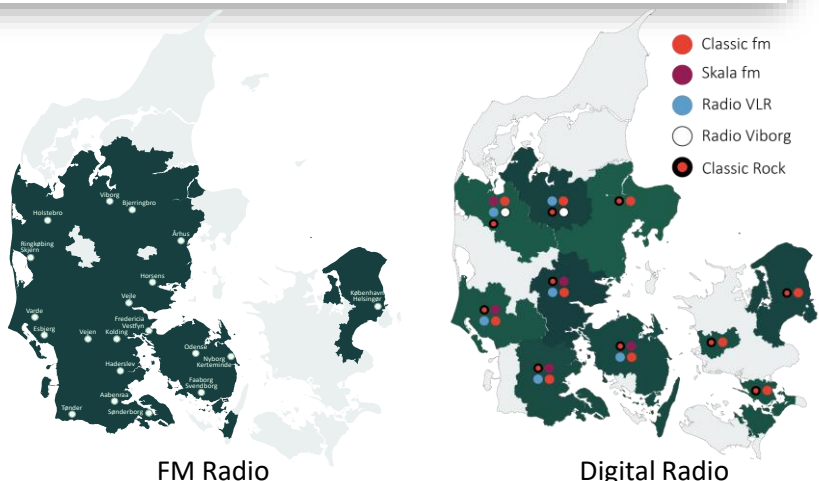 Viborg
Bjerringbro
Holstebro
Århus
Ringkøbing
Skjern
Horsens
København
Helsingør
Vejle
Varde
Fredericia
Vestfyn
Esbjerg
Vejen
Kolding
Odense
Nyborg
Kerteminde
Haderslev
Faaborg
Svendborg
Aabenraa
Tønder
Sønderborg
FM Radio
Classic fm
Skala fm
Radio VLR
Radio Viborg
Classic Rock
Digital Radio